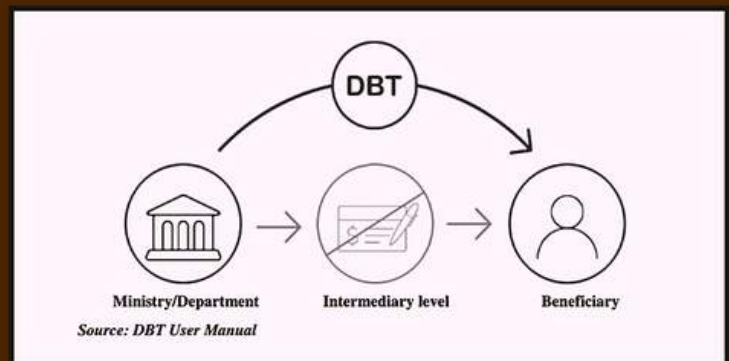 DBT
Ministry/Department Intermediary level Beneficiary
Source: DBT User Manual